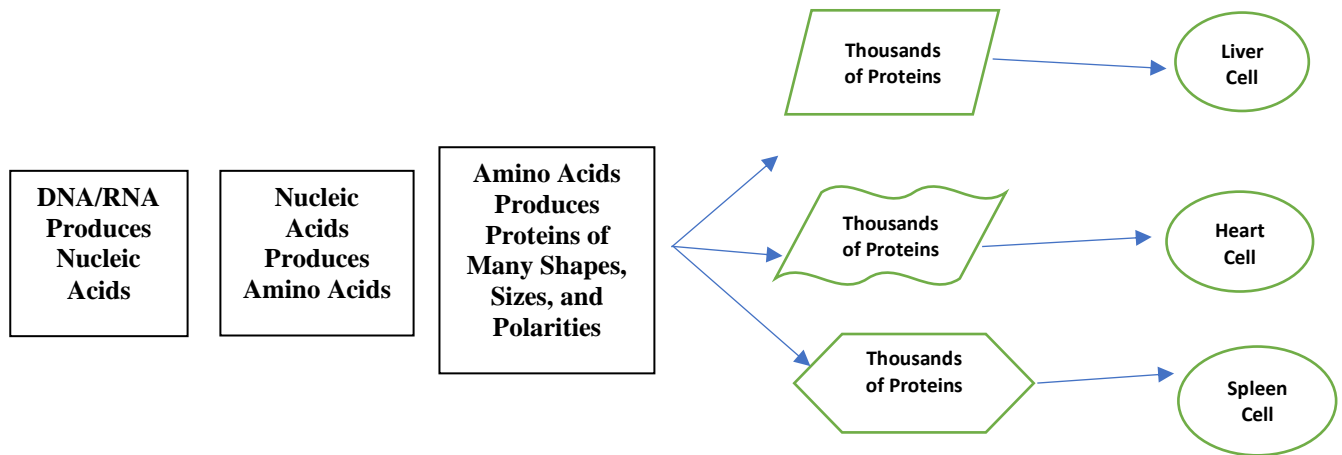 DNA/RNA
Produces
Nucleic
Acids
Nucleic
Acids
Produces
Amino Acids
Amino Acids
Produces
Proteins of
Many Shapes,
Sizes, and
Polarities
Thousands
of Proteins
Liver
Cell
Thousands
of Proteins
Heart
Cell
Thousands
of Proteins
Spleen
Cell